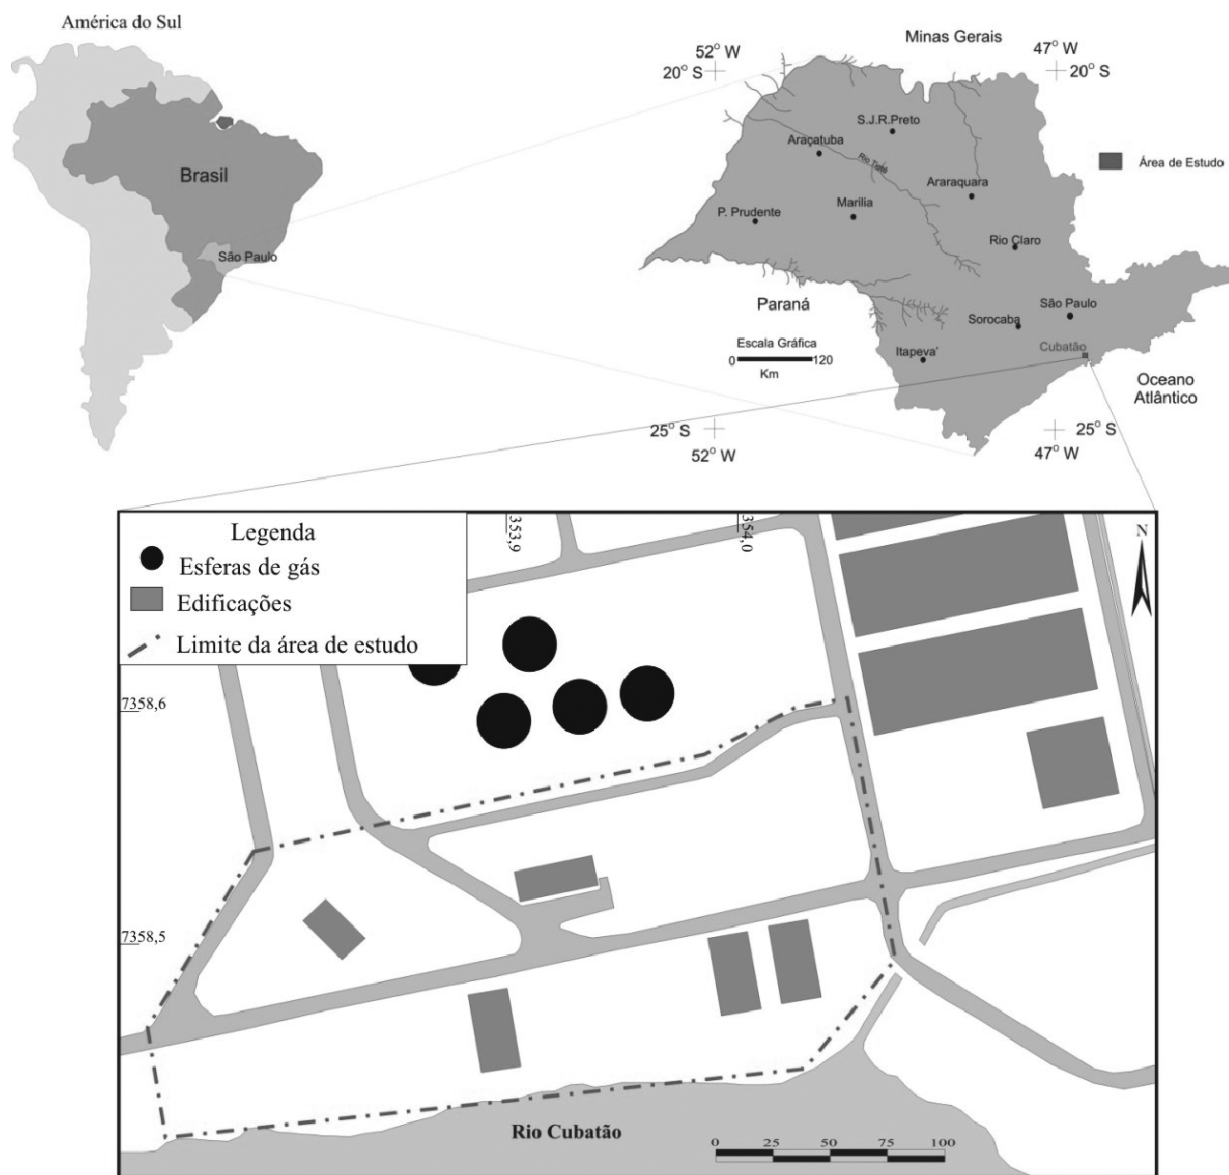 América do Sul
Brasil
São Paulo
Minas Gerais
52° W
47° W
20° S
20° S
S.J.R.Preto
Araçatuba
Rio Tietê
Área de Estudo
Araraquara
P. Prudente
Marília
Rio Claro
Paraná
São Paulo
Sorocaba
Escala Gráfica
0
120
Km
Itapeva'
Cubatão
Oceano
Atlântico
25° S
25° S
52° W
47° W
Legenda
Esferas de gás
Edificações
Limite da área de estudo
353,9
354,0
N
7358,6
7358,5
Rio Cubatão
0 25 50 75 100